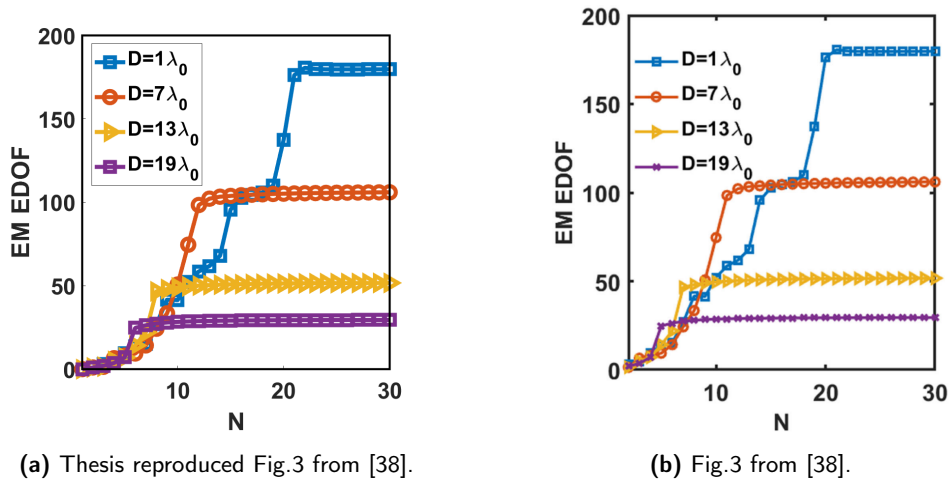 200
150
100
50
0
EM EDOF
D=1λ0
D=7λ0
D=13λ0
D=19λ0
10
20
30
N
(a) Thesis reproduced Fig.3 from [38].
200
150
100
50
0
EM EDOF
D=1λ0
D=7λ0
D=13λ0
D=19λ0
10
20
30
N
(b) Fig.3 from [38].